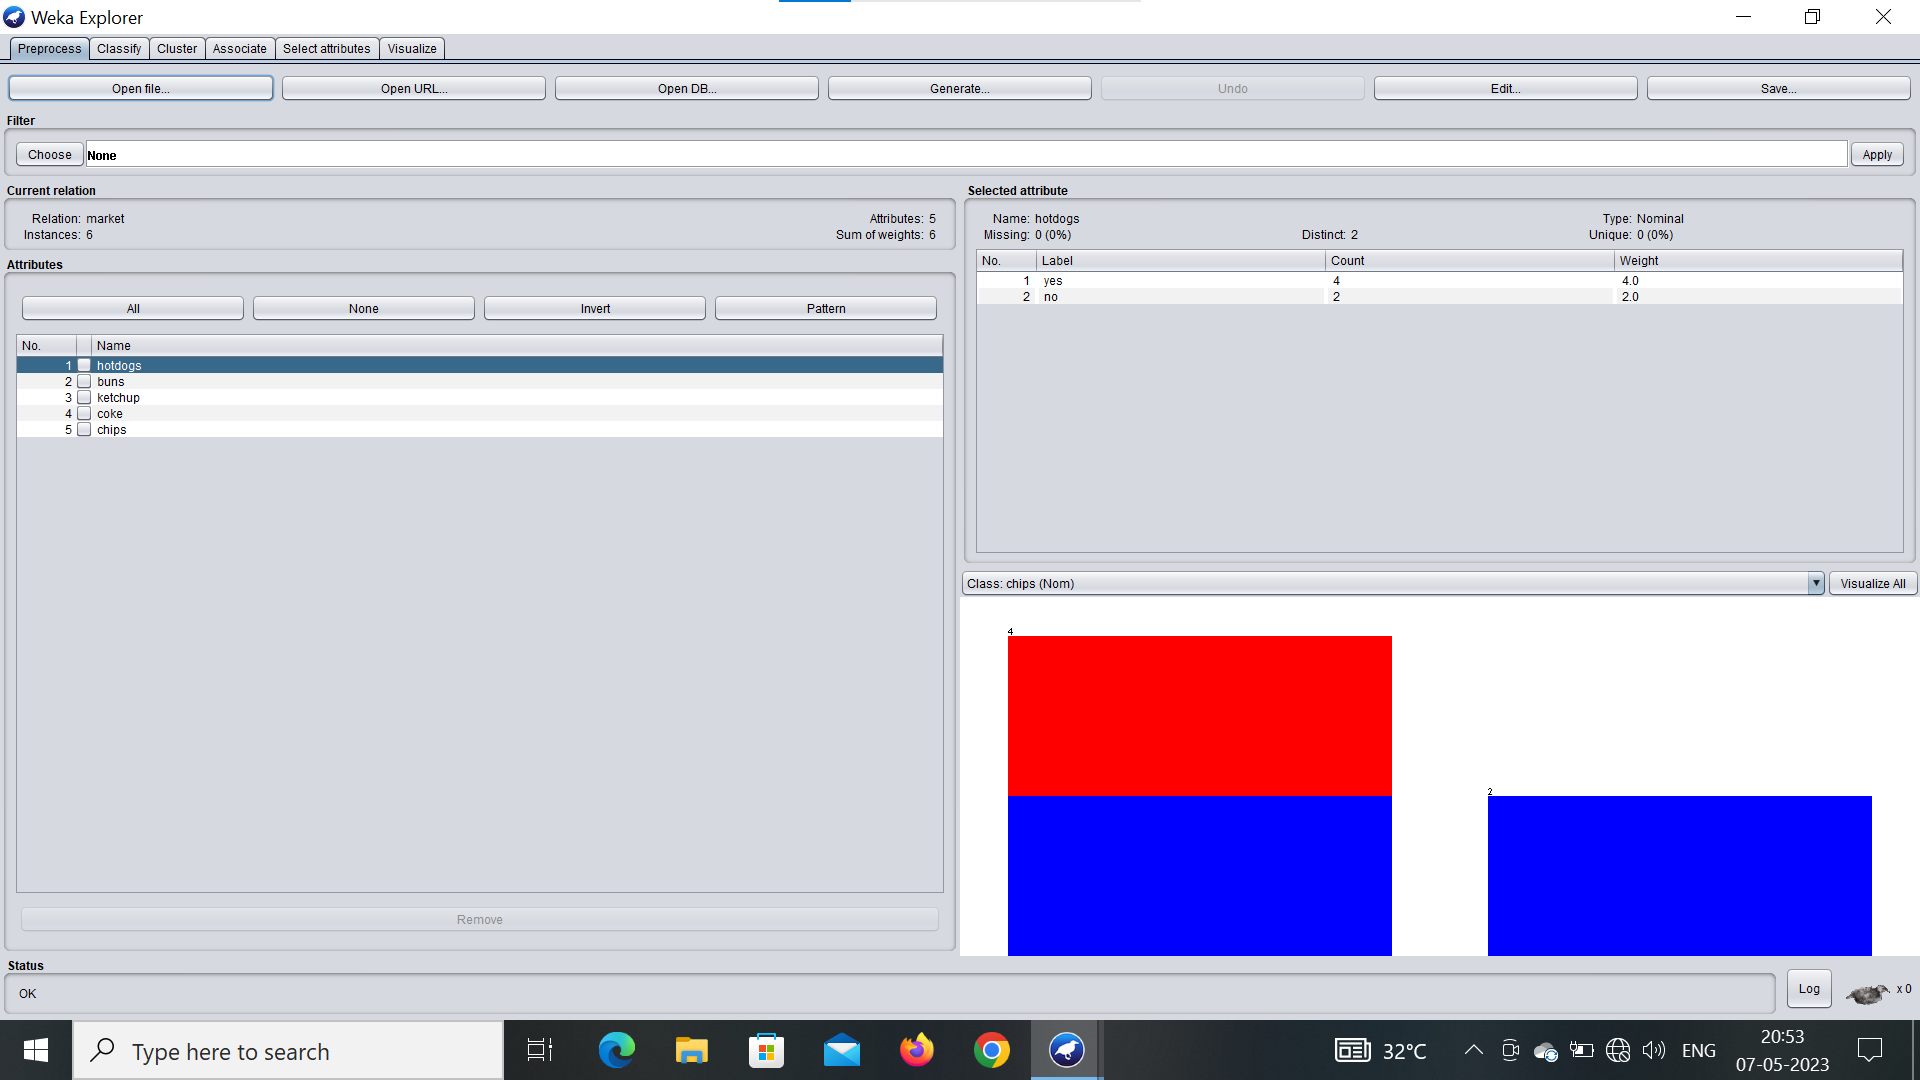 Weka Explorer
Preprocess Classify Cluster Associate Select attributes Visualize
Open file... Open URL... Open DB... Generate... Undo Edit... Save...
Filter
Choose None Apply
Current relation
Relation: market Attributes: 5
Instances: 6 Sum of weights: 6
Attributes
All None Invert Pattern
No. Name
1 hotdogs
2 buns
3 ketchup
4 coke
5 chips
Remove
Selected attribute
Name: hotdogs Type: Nominal
Missing: 0 (0%) Distinct: 2 Unique: 0 (0%)
No. Label Count Weight
1 yes 4 4.0
2 no 2 2.0
Class: chips (Nom) Visualize All
4
2
Status
OK Log x 0
Type here to search 32°C ENG 20:53
07-05-2023